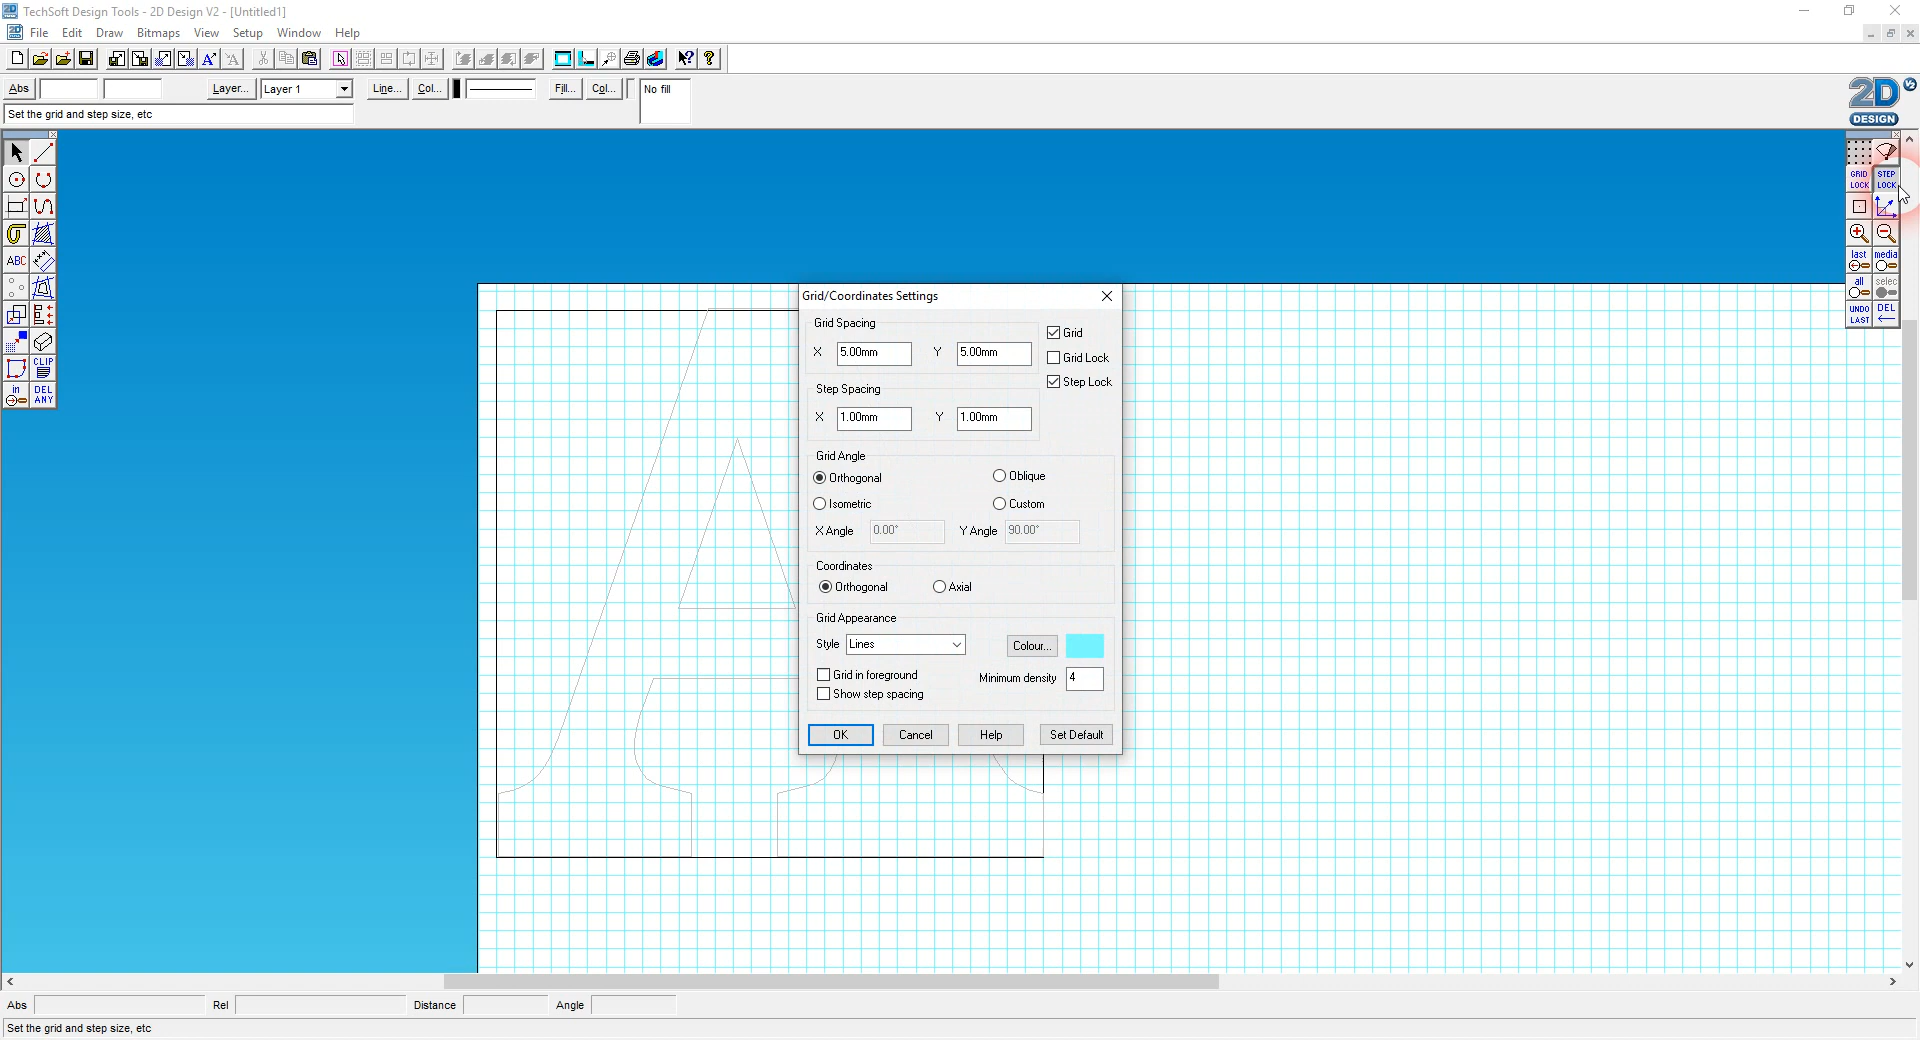 TechSoft Design Tools - 2D Design V2 - [Untitled1]
File Edit Draw Bitmaps View Setup Window Help
Abs Layer... Layer 1 Line... Col... Fill... Col... No fill
Set the grid and step size, etc
2D V2
DESIGN
GRID LOCK STEP LOCK
ABC
last media
all selec
UNDO LAST DEL
CLIP
in DEL ANY
Grid/Coordinates Settings
Grid Spacing
X 5.00mm Y 5.00mm
Grid
Grid Lock
Step Lock
Step Spacing
X 1.00mm Y 1.00mm
Grid Angle
Orthogonal Oblique
Isometric Custom
X Angle 0.00° Y Angle 90.00°
Coordinates
Orthogonal Axial
Grid Appearance
Style Lines Colour...
Grid in foreground Minimum density 4
Show step spacing
OK Cancel Help Set Default
Abs Rel Distance Angle
Set the grid and step size, etc